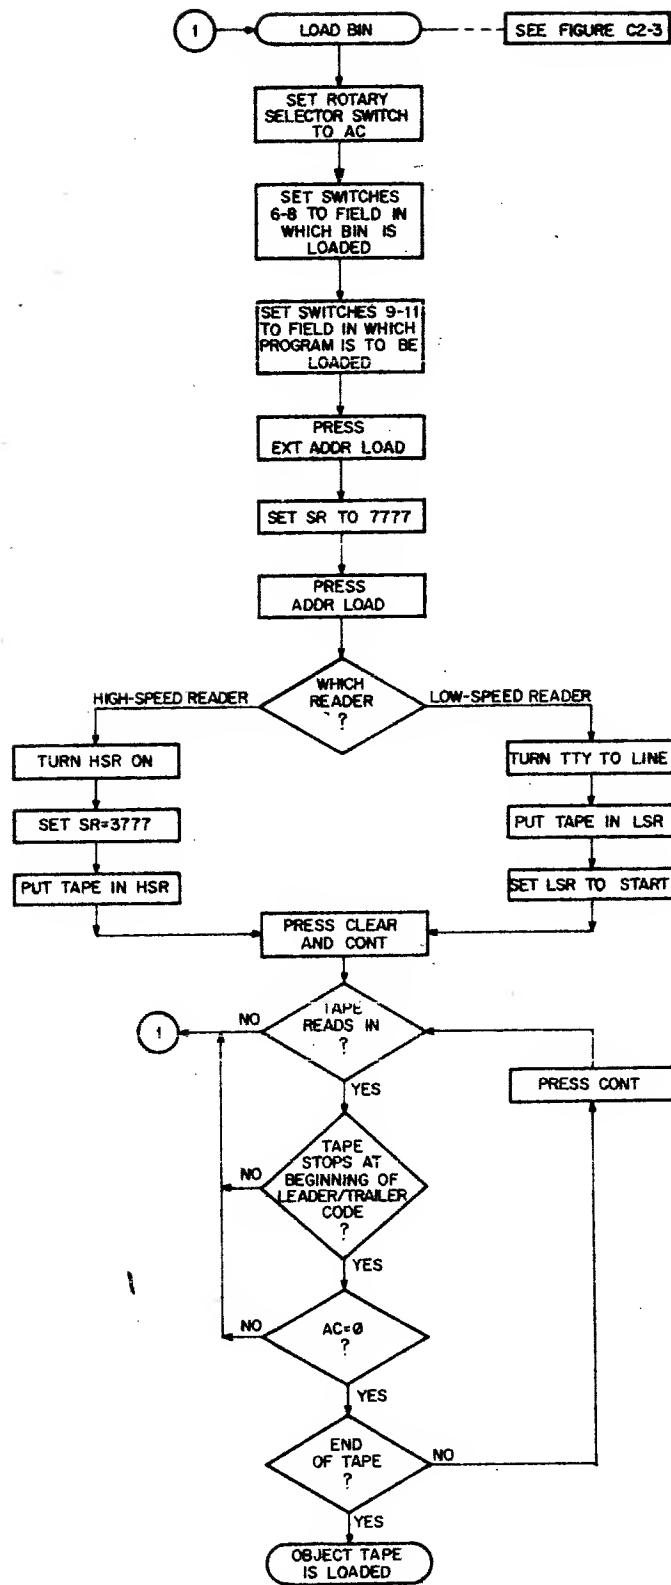 1
LOAD BIN
SEE FIGURE C2-3
SET ROTARY
SELECTOR SWITCH
TO AC
SET SWITCHES
6-8 TO FIELD IN
WHICH BIN IS
LOADED
SET SWITCHES 9-11
TO FIELD IN WHICH
PROGRAM IS TO BE
LOADED
PRESS
EXT ADDR LOAD
SET SR TO 7777
PRESS
ADDR LOAD
WHICH
READER
?
HIGH-SPEED READER
LOW-SPEED READER
TURN HSR ON
SET SR=3777
PUT TAPE IN HSR
TURN TTY TO LINE
PUT TAPE IN LSR
SET LSR TO START
PRESS CLEAR
AND CONT
TAPE
READS IN
?
NO
1
YES
PRESS CONT
TAPE
STOPS AT
BEGINNING OF
LEADER/TRAILER
CODE
?
NO
YES
AC=0
?
NO
YES
END
OF TAPE
?
NO
YES
OBJECT TAPE
IS LOADED